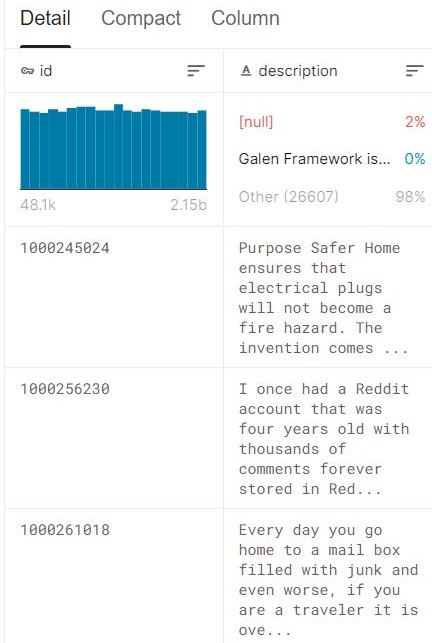 Detail Compact Column
id description
[null] 2%
Galen Framework is... 0%
Other (26607) 98%
48.1k 2.15b
1000245024
Purpose Safer Home
ensures that
electrical plugs
will not become a
fire hazard. The
invention comes ...
1000256230
I once had a Reddit
account that was
four years old with
thousands of
comments forever
stored in Red...
1000261018
Every day you go
home to a mail box
filled with junk and
even worse, if you
are a traveler it is
ove...